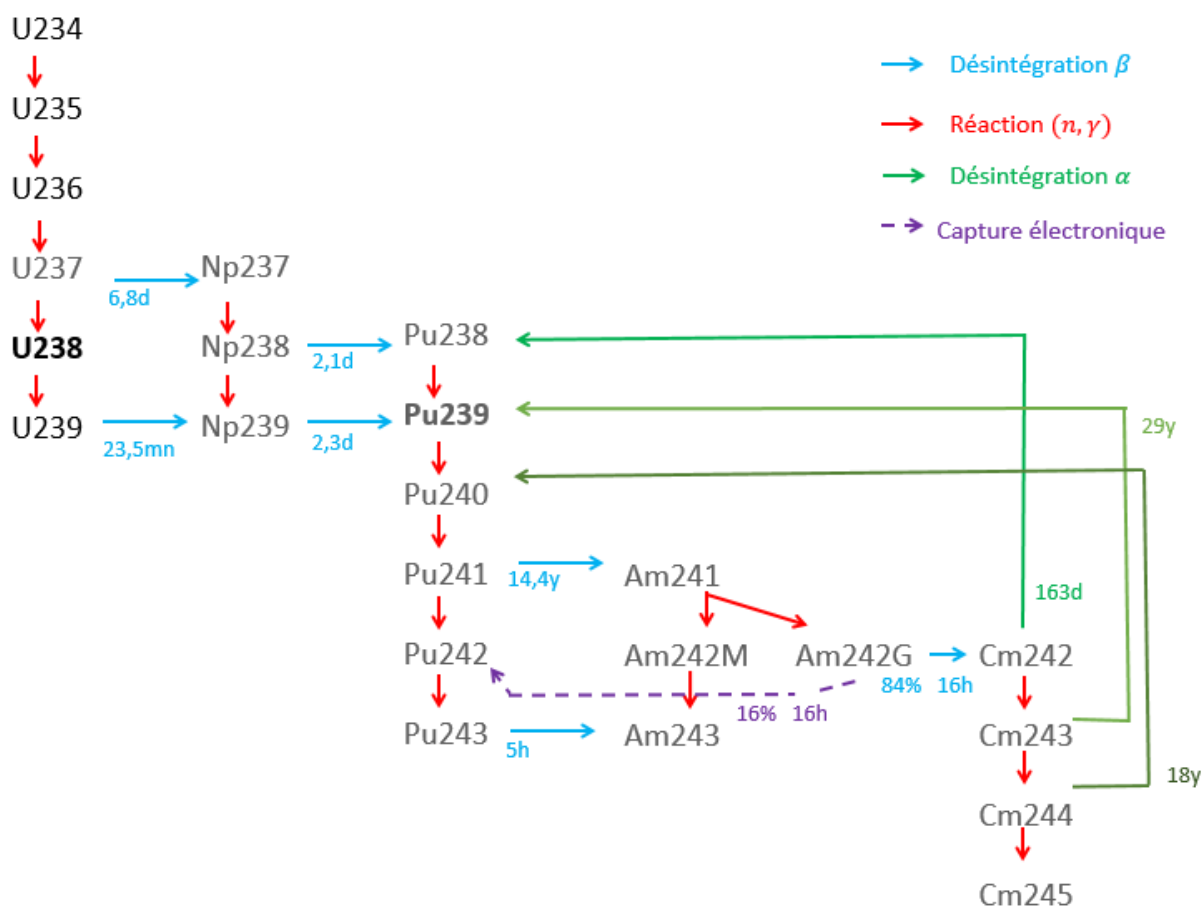 U234
Désintégration β
U235
Réaction (n, γ)
U236
Désintégration α
Capture électronique
U237
Np237
6,8d
U238
Np238
2,1d
Pu238
U239
23,5mn
Np239
2,3d
Pu239
29y
Pu240
Pu241
14,4y
Am241
163d
Pu242
Am242M
Am242G
Cm242
84% 16h
16% 16h
Pu243
5h
Am243
Cm243
18y
Cm244
Cm245